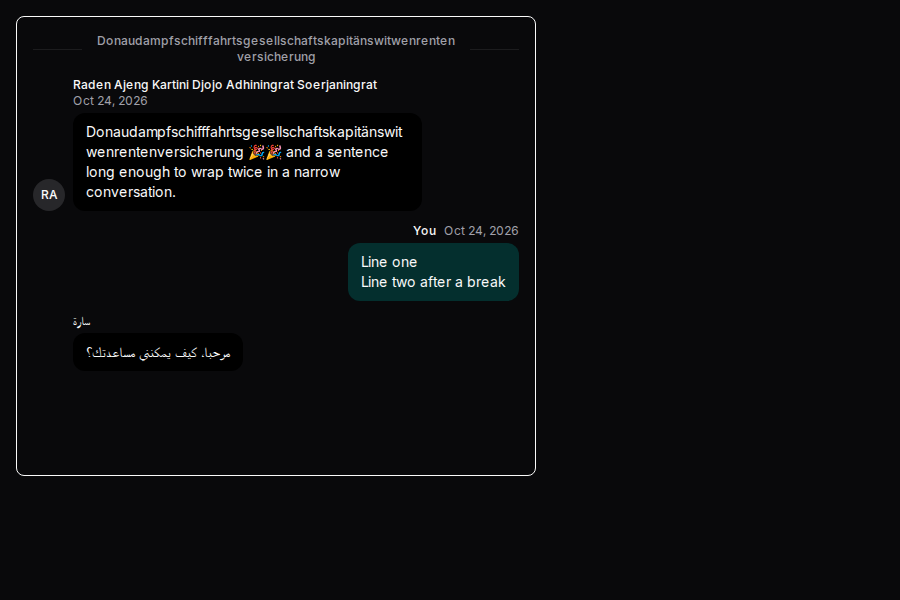 Donaudampfschifffahrtsgesellschaftskapitänswitwenrenten
versicherung
Raden Ajeng Kartini Djojo Adhiningrat Soerjaningrat
Oct 24, 2026
Donaudampfschifffahrtsgesellschaftskapitänswit
wenrentenversicherung 🎉🎉 and a sentence
long enough to wrap twice in a narrow
conversation.
RA
You Oct 24, 2026
Line one
Line two after a break
سارة
مرحبا، كيف يمكنني مساعدتك؟